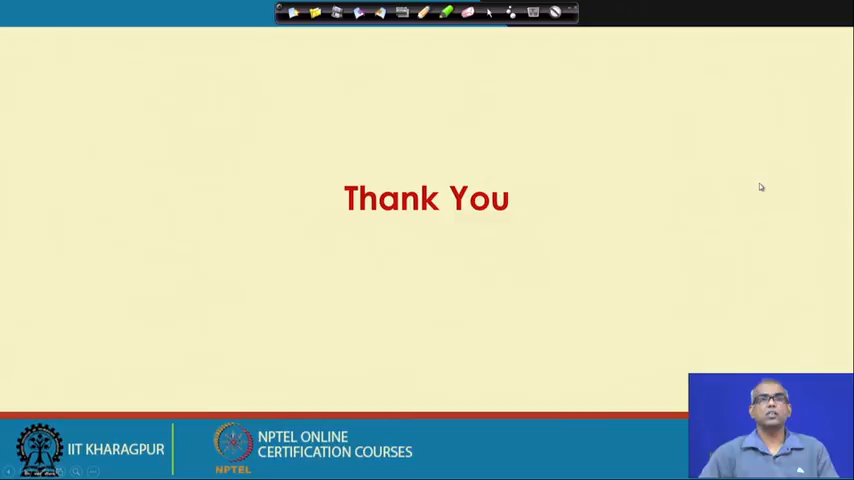 Thank You
IIT KHARAGPUR
NPTEL
NPTEL ONLINE
CERTIFICATION COURSES